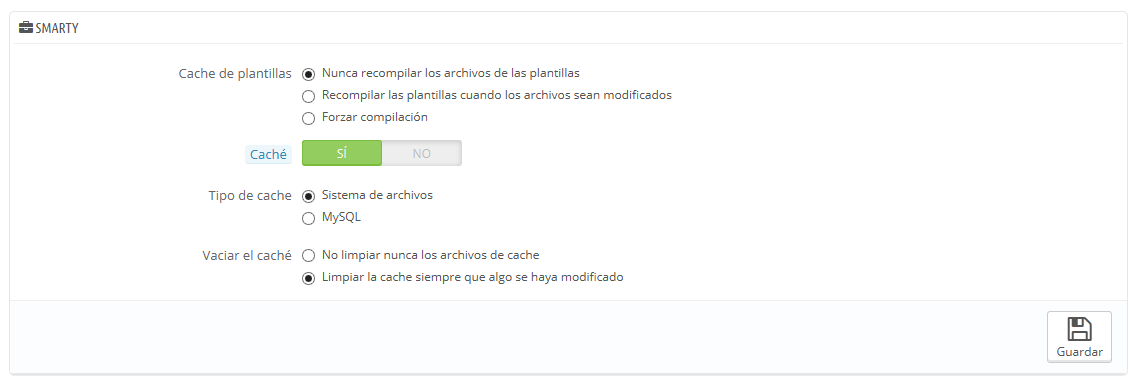 SMARTY
Cache de plantillas
Nunca recompilar los archivos de las plantillas
Recompilar las plantillas cuando los archivos sean modificados
Forzar compilación
Caché
SÍ
NO
Tipo de cache
Sistema de archivos
MySQL
Vaciar el caché
No limpiar nunca los archivos de cache
Limpiar la cache siempre que algo se haya modificado
Guardar